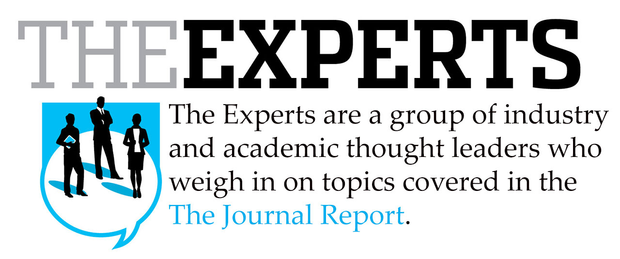 THEEXPERTS
The Experts are a group of industry
and academic thought leaders who
weigh in on topics covered in the
The Journal Report.